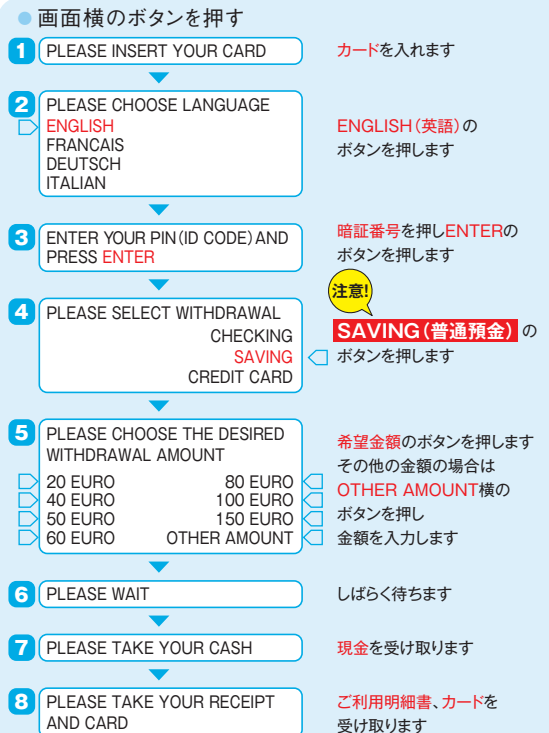 ● 画面横のボタンを押す
1 PLEASE INSERT YOUR CARD
カードを入れます
2 PLEASE CHOOSE LANGUAGE
ENGLISH
FRANCAIS
DEUTSCH
ITALIAN
ENGLISH(英語)の
ボタンを押します
3 ENTER YOUR PIN(ID CODE)AND
PRESS ENTER
暗証番号を押しENTERの
ボタンを押します
注意!
4 PLEASE SELECT WITHDRAWAL
CHECKING
SAVING
CREDIT CARD
SAVING(普通預金)の
ボタンを押します
5 PLEASE CHOOSE THE DESIRED
WITHDRAWAL AMOUNT
20 EURO 80 EURO
40 EURO 100 EURO
50 EURO 150 EURO
60 EURO OTHER AMOUNT
希望金額のボタンを押します
その他の金額の場合は
OTHER AMOUNT横の
ボタンを押し
金額を入力します
6 PLEASE WAIT
しばらく待ちます
7 PLEASE TAKE YOUR CASH
現金を受け取ります
8 PLEASE TAKE YOUR RECEIPT
AND CARD
ご利用明細書、カードを
受け取ります